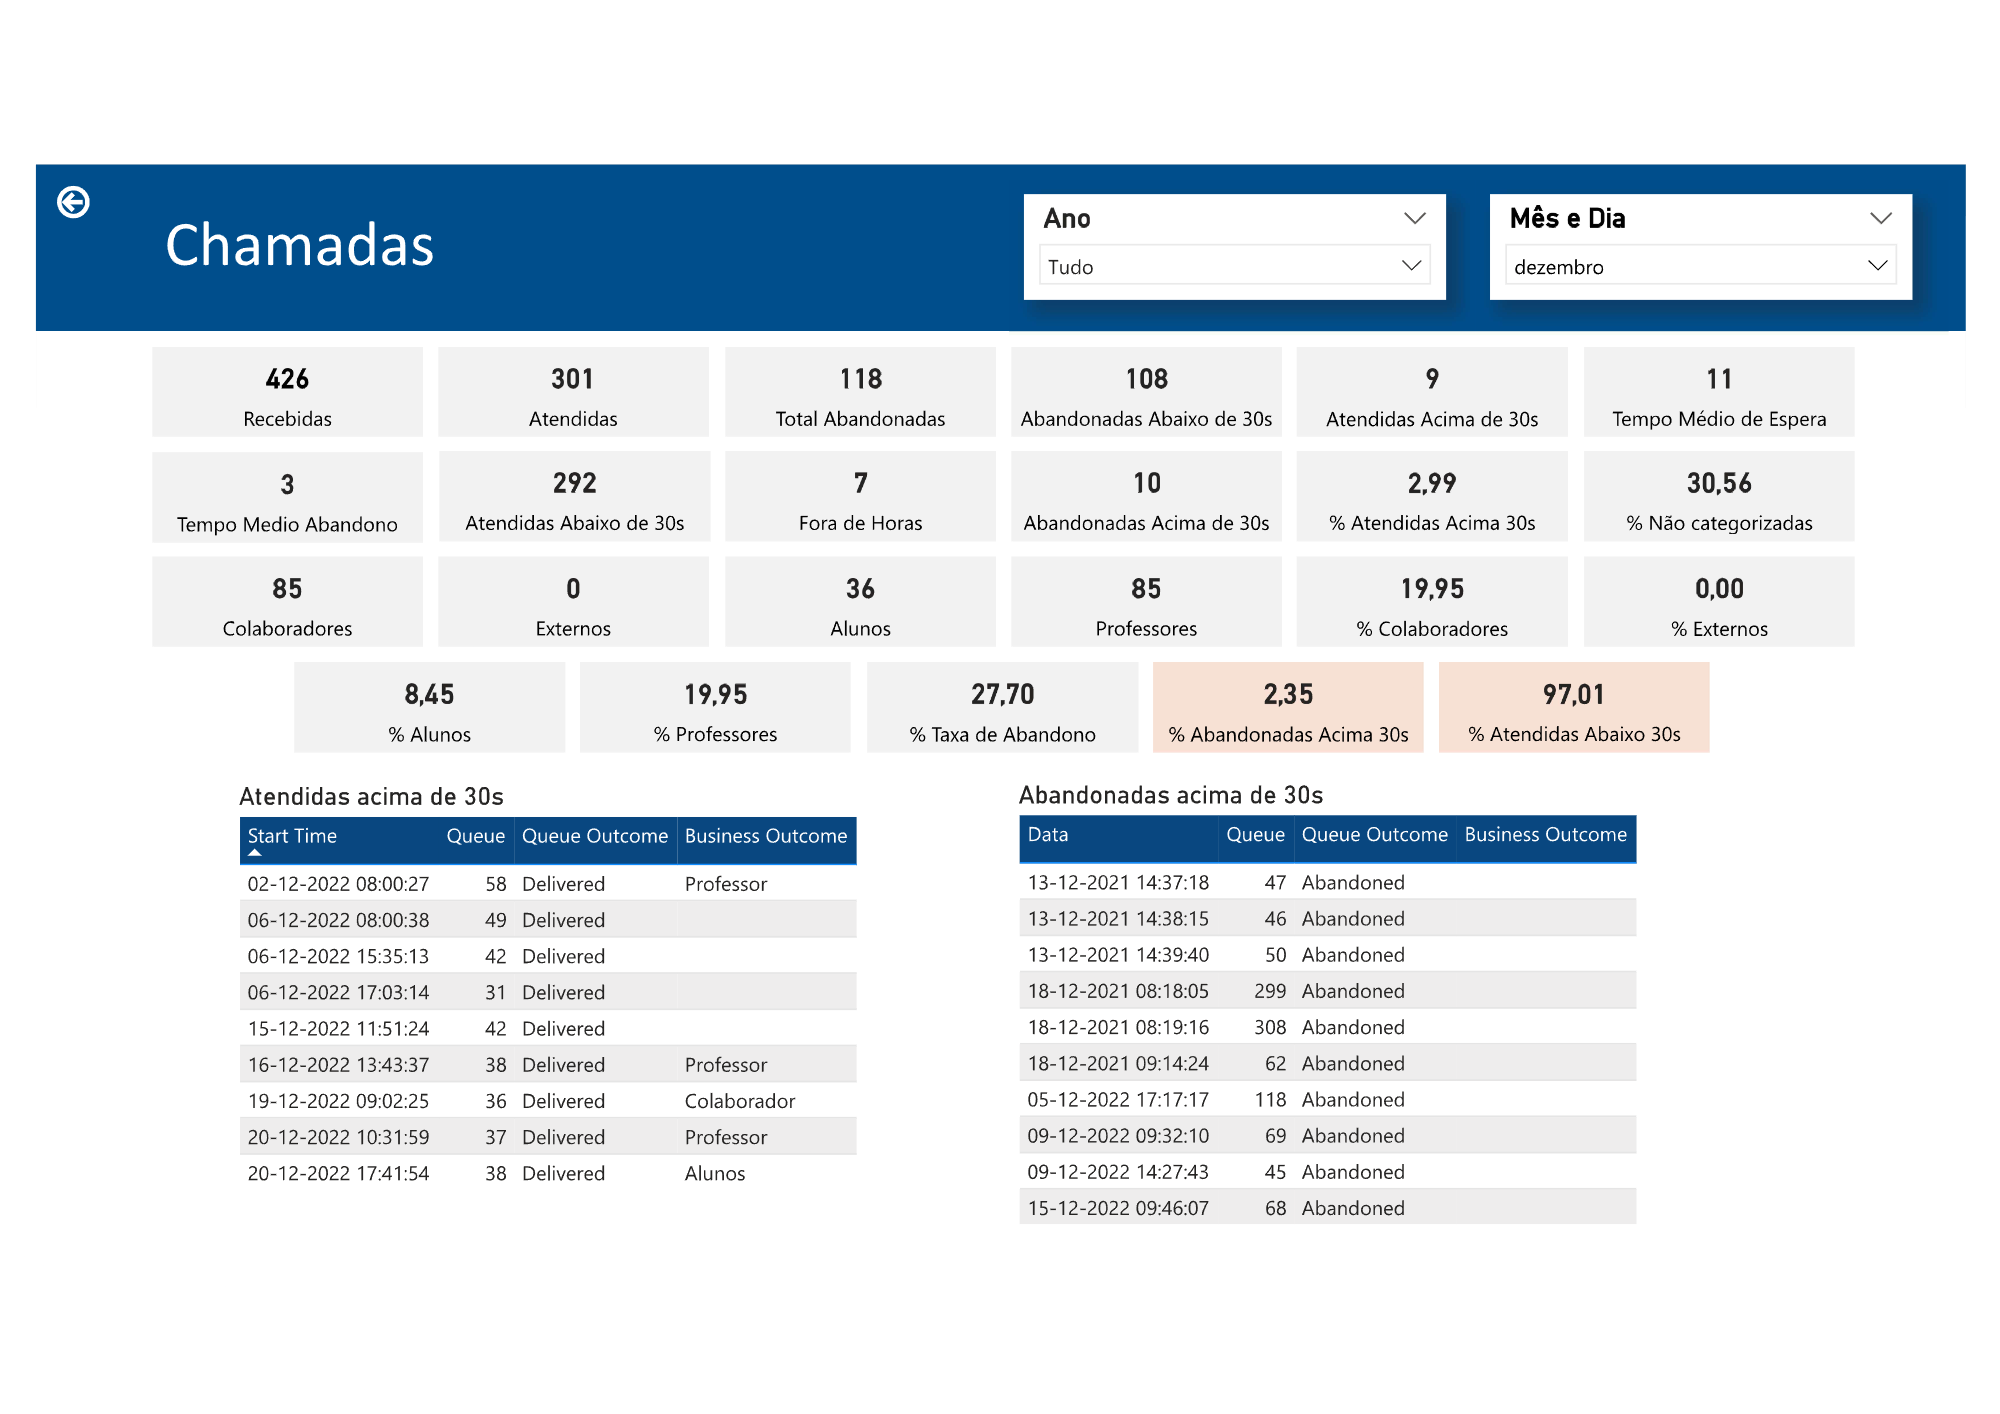 Chamadas
Ano
Tudo
Mês e Dia
dezembro
426
Recebidas
301
Atendidas
118
Total Abandonadas
108
Abandonadas Abaixo de 30s
9
Atendidas Acima de 30s
11
Tempo Médio de Espera
3
Tempo Medio Abandono
292
Atendidas Abaixo de 30s
7
Fora de Horas
10
Abandonadas Acima de 30s
2,99
% Atendidas Acima 30s
30,56
% Não categorizadas
85
Colaboradores
0
Externos
36
Alunos
85
Professores
19,95
% Colaboradores
0,00
% Externos
8,45
% Alunos
19,95
% Professores
27,70
% Taxa de Abandono
2,35
% Abandonadas Acima 30s
97,01
% Atendidas Abaixo 30s
Atendidas acima de 30s
Start Time Queue Queue Outcome Business Outcome
02-12-2022 08:00:27 58 Delivered Professor
06-12-2022 08:00:38 49 Delivered
06-12-2022 15:35:13 42 Delivered
06-12-2022 17:03:14 31 Delivered
15-12-2022 11:51:24 42 Delivered
16-12-2022 13:43:37 38 Delivered Professor
19-12-2022 09:02:25 36 Delivered Colaborador
20-12-2022 10:31:59 37 Delivered Professor
20-12-2022 17:41:54 38 Delivered Alunos
Abandonadas acima de 30s
Data Queue Queue Outcome Business Outcome
13-12-2021 14:37:18 47 Abandoned
13-12-2021 14:38:15 46 Abandoned
13-12-2021 14:39:40 50 Abandoned
18-12-2021 08:18:05 299 Abandoned
18-12-2021 08:19:16 308 Abandoned
18-12-2021 09:14:24 62 Abandoned
05-12-2022 17:17:17 118 Abandoned
09-12-2022 09:32:10 69 Abandoned
09-12-2022 14:27:43 45 Abandoned
15-12-2022 09:46:07 68 Abandoned